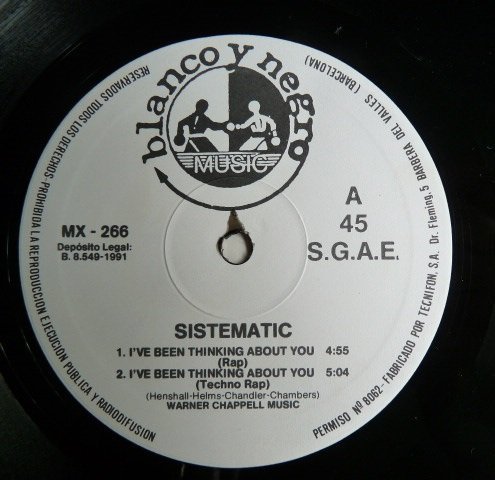 blanco y negro
MUSIC
A
45
S.G.A.E.
MX - 266
Depósito Legal:
B. 8.549-1991
SISTEMATIC
1. I'VE BEEN THINKING ABOUT YOU 4:55
(Rap)
2. I'VE BEEN THINKING ABOUT YOU 5:04
(Techno Rap)
(Henshall-Helms-Chandler-Chambers)
WARNER CHAPPELL MUSIC
RESERVADOS TODOS LOS DERECHOS. PROHIBIDA LA REPRODUCCION EJECUCION PUBLICA Y RADIODIFUSION
PERMISO Nº 8062 - FABRICADO POR TECNIFON, S.A. Dr. Fleming, 5 BARBERA DEL VALLES (BARCELONA)